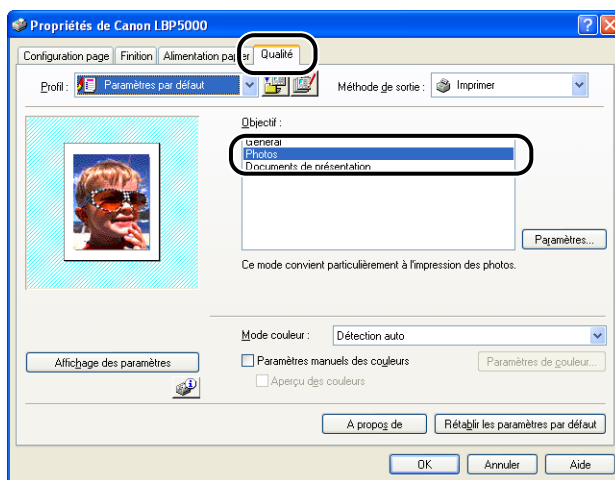 Propriétés de Canon LBP5000
Configuration page Finition Alimentation papier Qualité
Profil : Paramètres par défaut Méthode de sortie : Imprimer
Objectif :
Général
Photos
Documents de présentation
Paramètres...
Ce mode convient particulièrement à l'impression des photos.
Mode couleur : Détection auto
Affichage des paramètres Paramètres manuels des couleurs Paramètres de couleur...
Aperçu des couleurs
A propos de Rétablir les paramètres par défaut
OK Annuler Aide